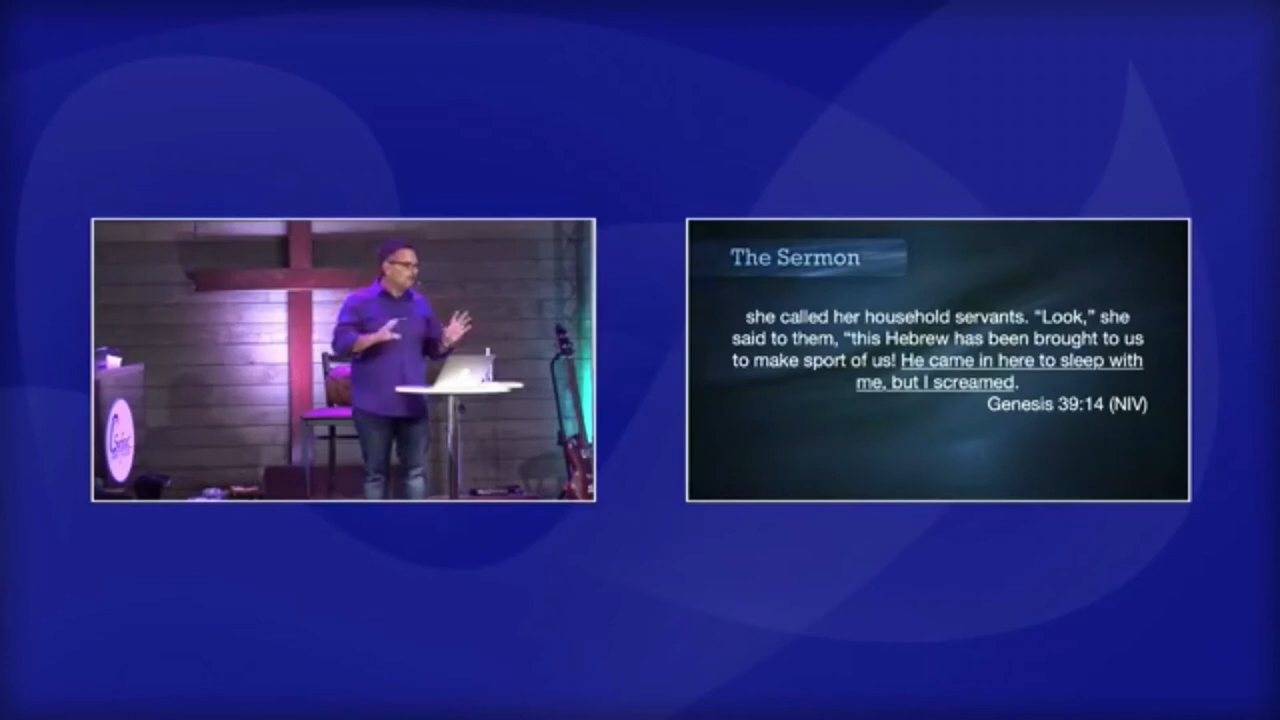 The Sermon
she called her household servants. “Look,” she
said to them, “this Hebrew has been brought to us
to make sport of us! He came in here to sleep with
me, but I screamed.
Genesis 39:14 (NIV)